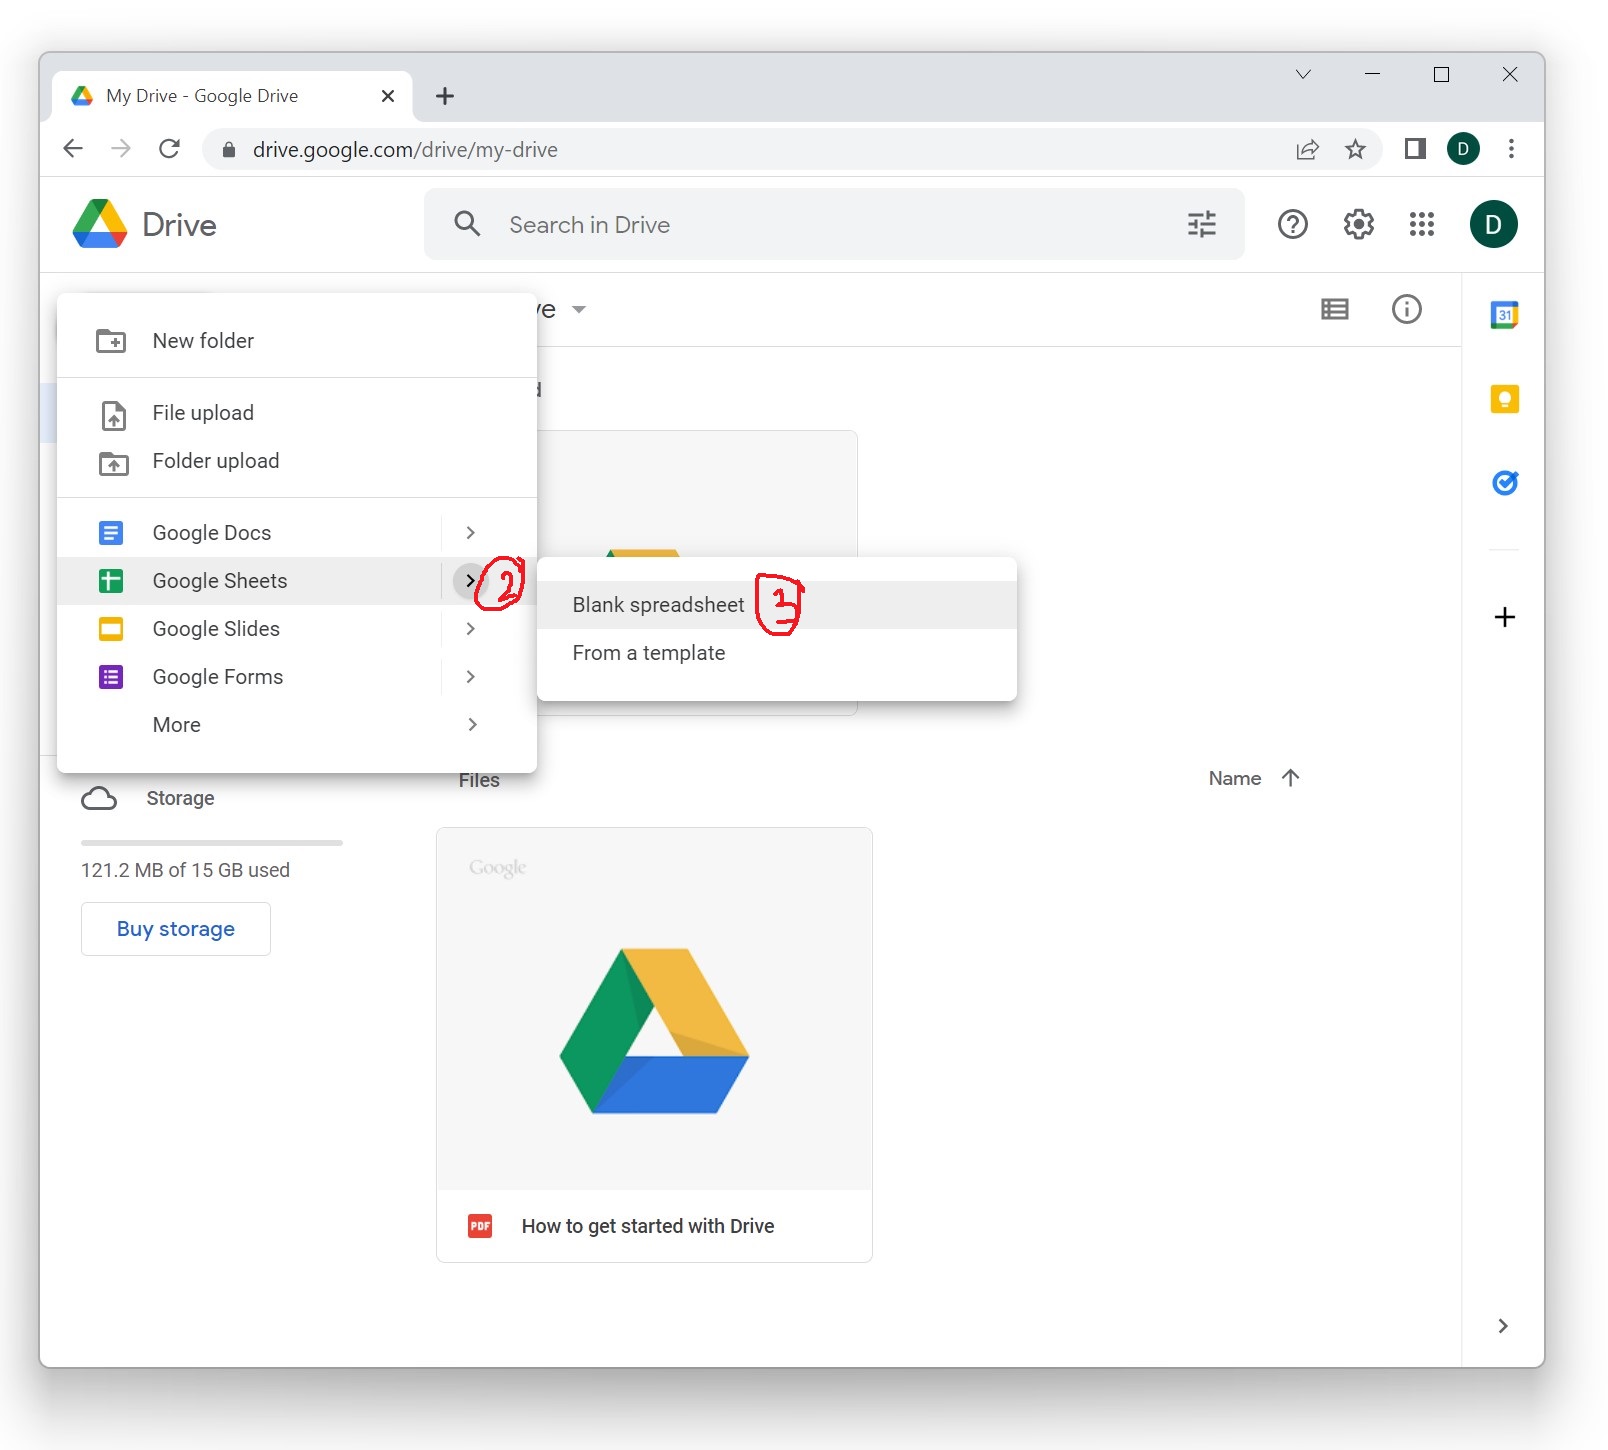 My Drive - Google Drive
drive.google.com/drive/my-drive
D
Drive
Search in Drive
D
New folder
ve
31
File upload
d
Folder upload
Google Docs
Google Sheets
2
Blank spreadsheet
Google Slides
From a template
Google Forms
More
Files
Name
Storage
121.2 MB of 15 GB used
Google
Buy storage
PDF
How to get started with Drive